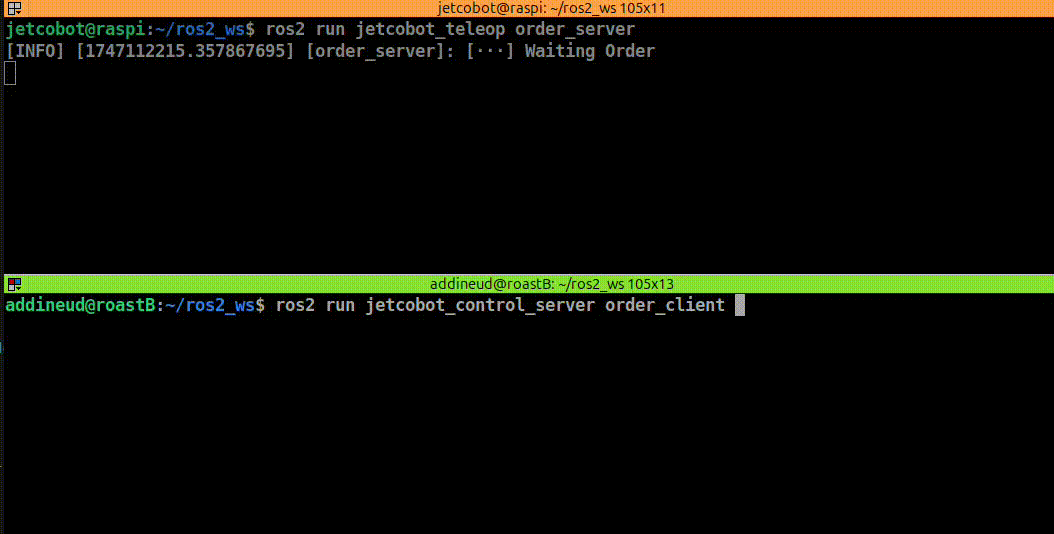 jetcobot@raspi: ~/ros2_ws 105x11
jetcobot@raspi:~/ros2_ws$ ros2 run jetcobot_teleop order_server
[INFO] [1747112215.357867695] [order_server]: [···] Waiting Order
addineud@roastB: ~/ros2_ws 105x13
addineud@roastB:~/ros2_ws$ ros2 run jetcobot_control_server order_client